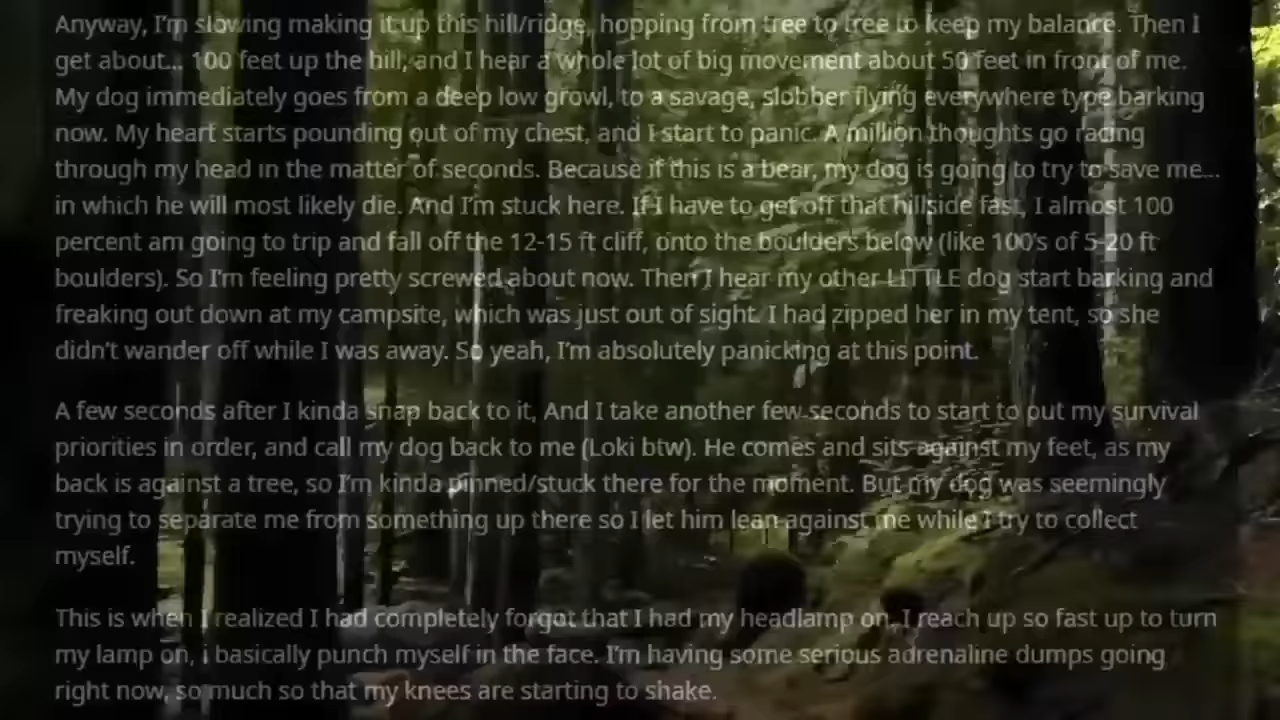 Anyway, I'm slowing making it up this hill/ridge, hopping from tree to tree to keep my balance. Then I
get about... 100 feet up the hill, and I hear a whole lot of big movement about 50 feet in front of me.
My dog immediately goes from a deep low growl, to a savage, slobber flying everywhere type barking
now. My heart starts pounding out of my chest, and I start to panic. A million thoughts go racing
through my head in the matter of seconds. Because if this is a bear, my dog is going to try to save me...
in which he will most likely die. And I'm stuck here. If I have to get off that hillside fast, I almost 100
percent am going to trip and fall off the 12-15 ft cliff, onto the boulders below (like 100's of 5-20 ft
boulders). So I'm feeling pretty screwed about now. Then I hear my other LITTLE dog start barking and
freaking out down at my campsite, which was just out of sight. I had zipped her in my tent, so she
didn't wander off while I was away. So yeah, I'm absolutely panicking at this point.
A few seconds after I kinda snap back to it, And I take another few seconds to start to put my survival
priorities in order, and call my dog back to me (Loki btw). He comes and sits against my feet, as my
back is against a tree, so I'm kinda pinned/stuck there for the moment. But my dog was seemingly
trying to separate me from something up there so I let him lean against me while I try to collect
myself.
This is when I realized I had completely forgot that I had my headlamp on. I reach up so fast up to turn
my lamp on, i basically punch myself in the face. I'm having some serious adrenaline dumps going
right now, so much so that my knees are starting to shake.